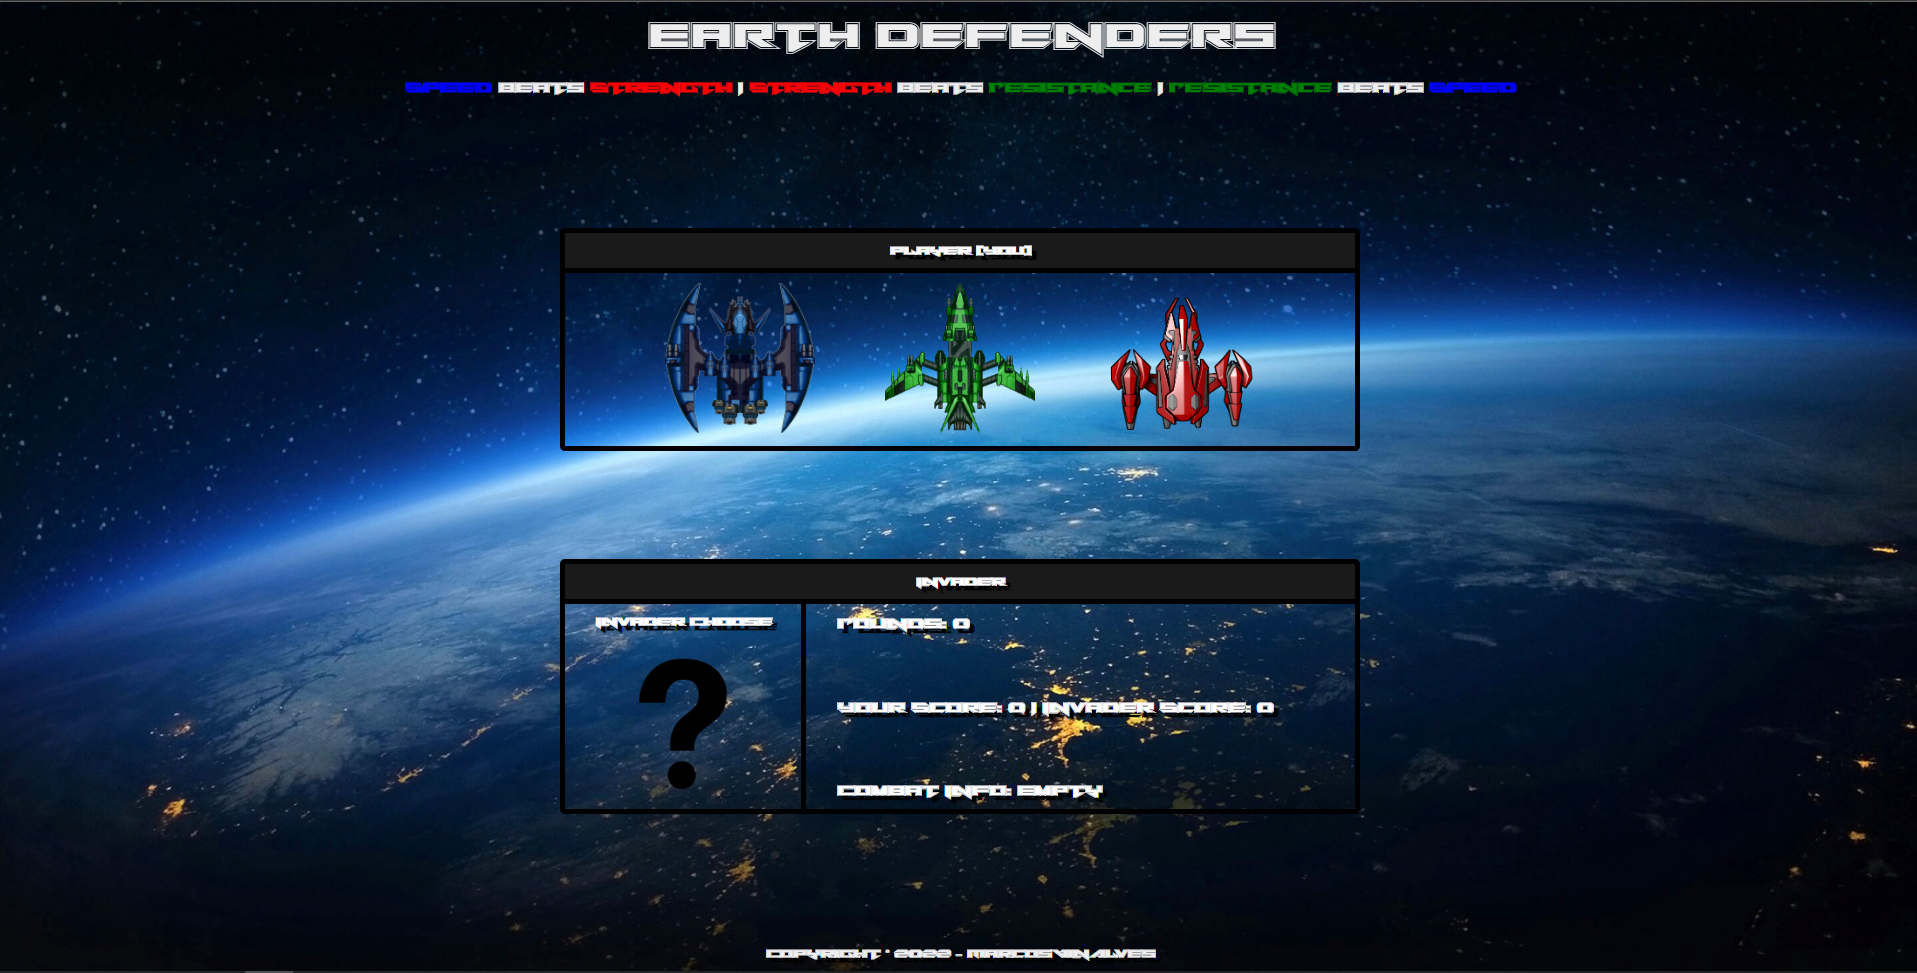 EARTH DEFENDERS
SPEED BEATS STRENGTH | STRENGTH BEATS RESISTANCE | RESISTANCE BEATS SPEED
PLAYER (YOU)
INVADER
INVADER CHOOSE
?
ROUNDS: 0
YOUR SCORE: 0 | INVADER SCORE: 0
COMBAT INFO: EMPTY
COPYRIGHT ' 2023 - MARCOSVINALVES